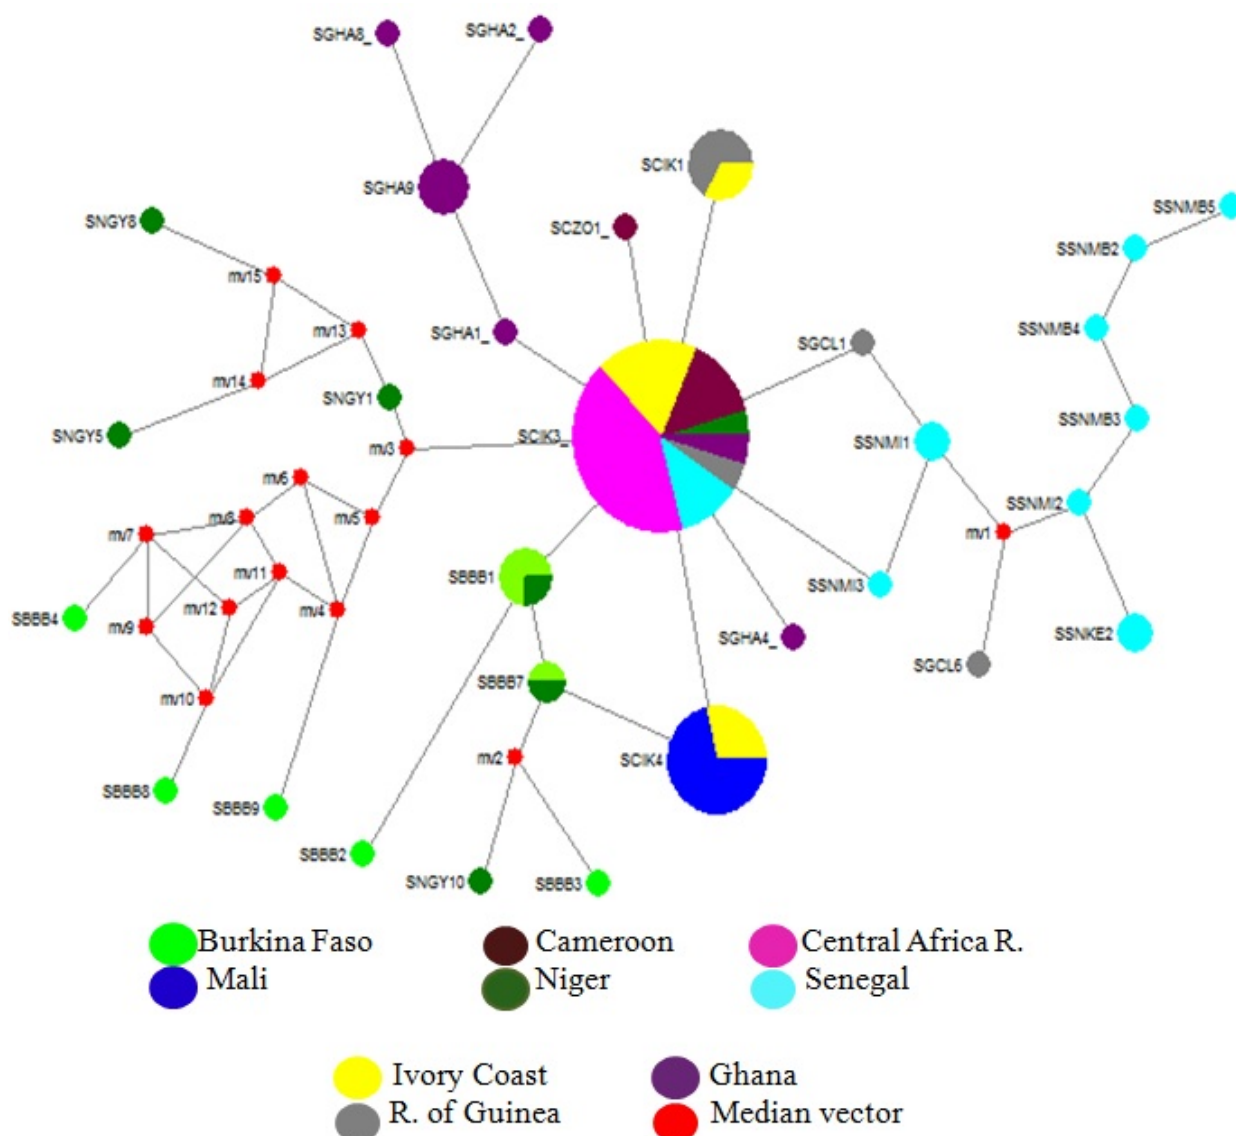 SGHA8_
SGHA2_
SCIK1
SGHA9
SSNMB5
SNGY8
SCZO1_
SSNMB2
mv15
SSNMB4
mv13
SGHA1_
SGCL1
mv14
SNGY1
SSNMB3
SNGY5
SCIK3_
SSNMI1
mv3
mv6
SSNMI2
mv8
mv5
mv7
mv1
mv11
SBBB1
SSNMI3
mv12
mv4
SBBB4
mv9
SGHA4_
SSNKE2
SGCL6
SBBB7
mv10
mv2
SCIK4
SBBB8
SBBB9
SBBB2
SNGY10
SBBB3
Burkina Faso
Cameroon
Central Africa R.
Mali
Niger
Senegal
Ivory Coast
Ghana
R. of Guinea
Median vector